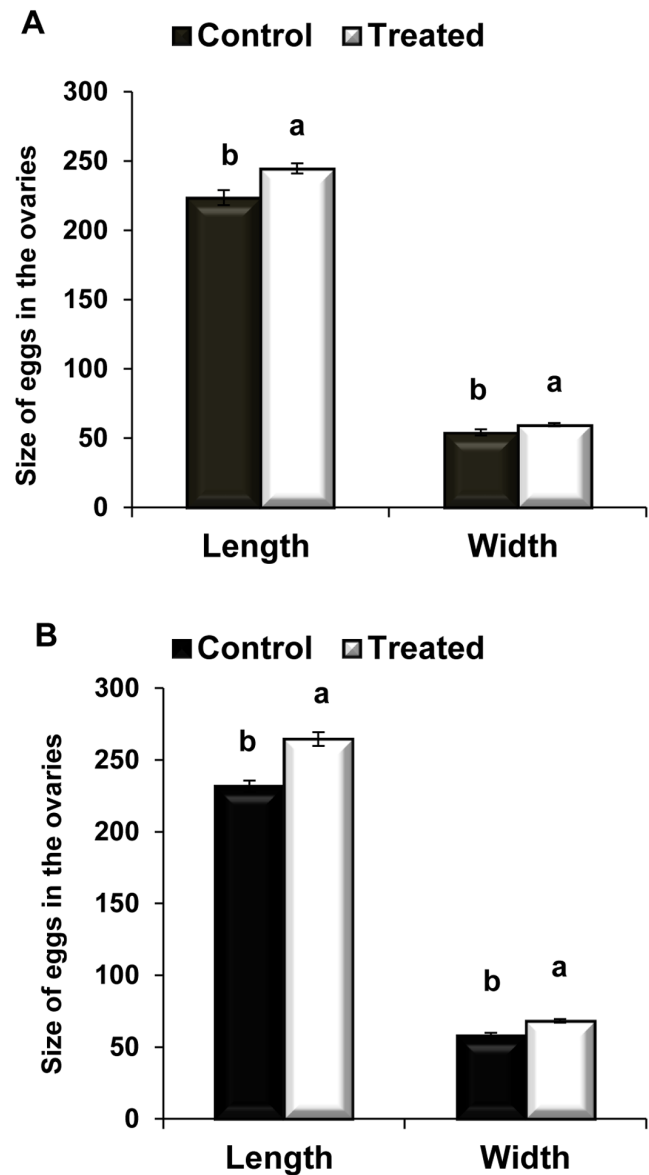 A
Control Treated
Size of eggs in the ovaries
300
250
200
150
100
50
0
b
a
b
a
Length Width
B
Control Treated
Size of eggs in the ovaries
300
250
200
150
100
50
0
b
a
b
a
Length Width